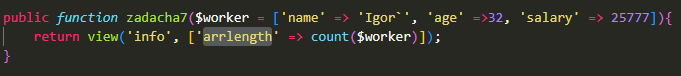 public function zadacha7($worker = ['name' => 'Igor`', 'age' =>32, 'salary' => 25777]){
return view('info', ['arrlength' => count($worker)]);
}